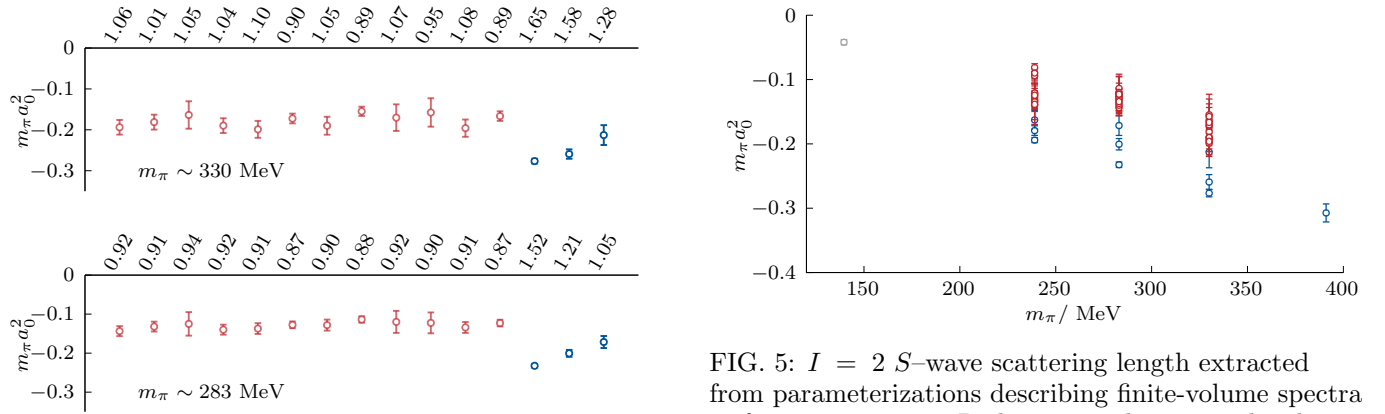 1.06 1.01 1.05 1.04 1.10 0.90 1.05 0.89 1.07 0.95 1.08 0.89 1.65 1.58 1.28
0
−0.1
−0.2
−0.3
m_π a_0^2
m_π ∼ 330 MeV
0.92 0.91 0.94 0.92 0.91 0.87 0.90 0.88 0.92 0.90 0.91 0.87 1.52 1.21 1.05
0
−0.1
−0.2
−0.3
m_π a_0^2
m_π ∼ 283 MeV
0
−0.1
−0.2
−0.3
−0.4
m_π a_0^2
150 200 250 300 350 400
m_π/ MeV
FIG. 5: I = 2 S–wave scattering length extracted
from parameterizations describing finite-volume spectra